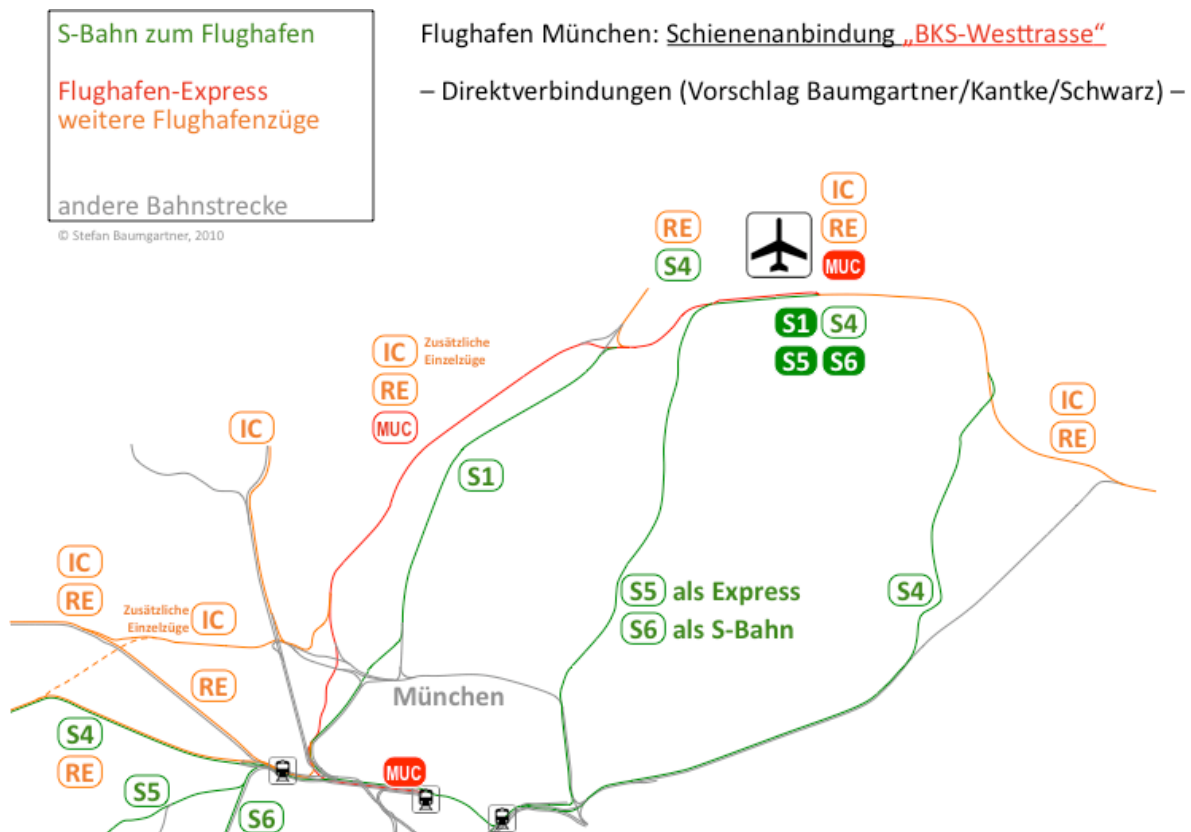 S-Bahn zum Flughafen
Flughafen-Express
weitere Flughafenzüge
andere Bahnstrecke
© Stefan Baumgartner, 2010
Flughafen München: Schienenanbindung „BKS-Westtrasse“
– Direktverbindungen (Vorschlag Baumgartner/Kantke/Schwarz) –
IC
RE
MUC
RE
S4
S1 S4
S5 S6
IC Zusätzliche
Einzelzüge
RE
MUC
IC
RE
IC
S1
IC
RE
Zusätzliche
Einzelzüge IC
S5 als Express
S6 als S-Bahn
S4
RE
München
S4
RE
MUC
S5
S6